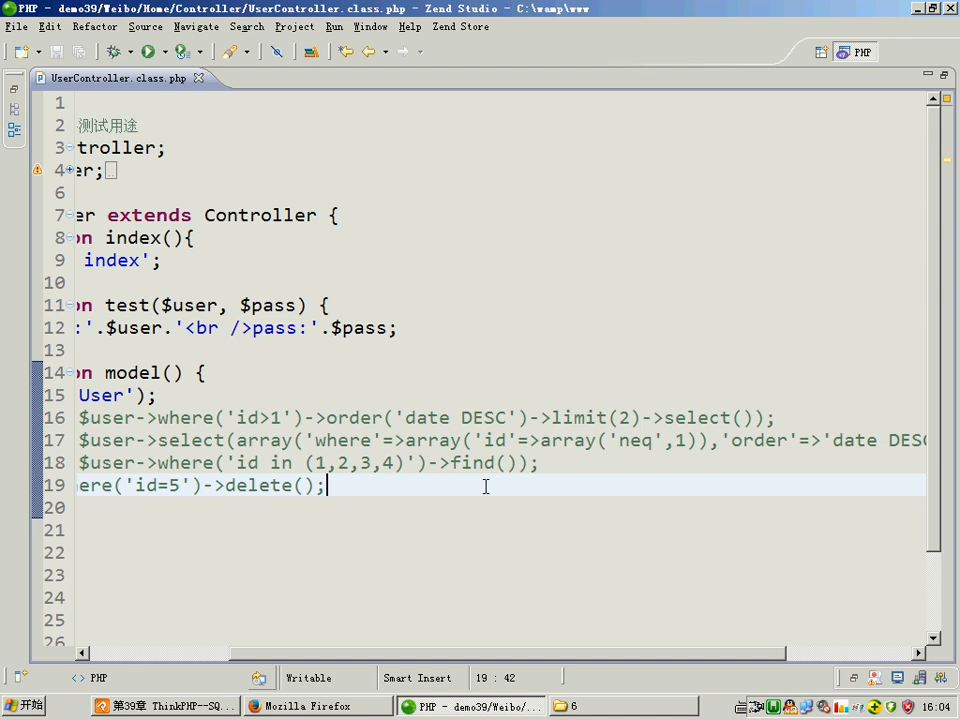 PHP - demo39/Weibo/Home/Controller/UserController.class.php - Zend Studio - C:\wamp\www
File Edit Refactor Source Navigate Search Project Run Window Help Zend Store
PHP
UserController.class.php
1
2 测试用途
3 troller;
4 er;
6
7 er extends Controller {
8 on index(){
9 index';
10
11 on test($user, $pass) {
12 :'.$user.'<br />pass:'.$pass;
13
14 on model() {
15 User');
16 $user->where('id>1')->order('date DESC')->limit(2)->select());
17 $user->select(array('where'=>array('id'=>array('neq',1)),'order'=>'date DESC
18 $user->where('id in (1,2,3,4)')->find());
19 here('id=5')->delete();
20
21
22
23
24
25
26
PHP Writable Smart Insert 19 : 42
开始 第39章 ThinkPHP--SQ... Mozilla Firefox PHP - demo39/Weibo/... 6 16:04